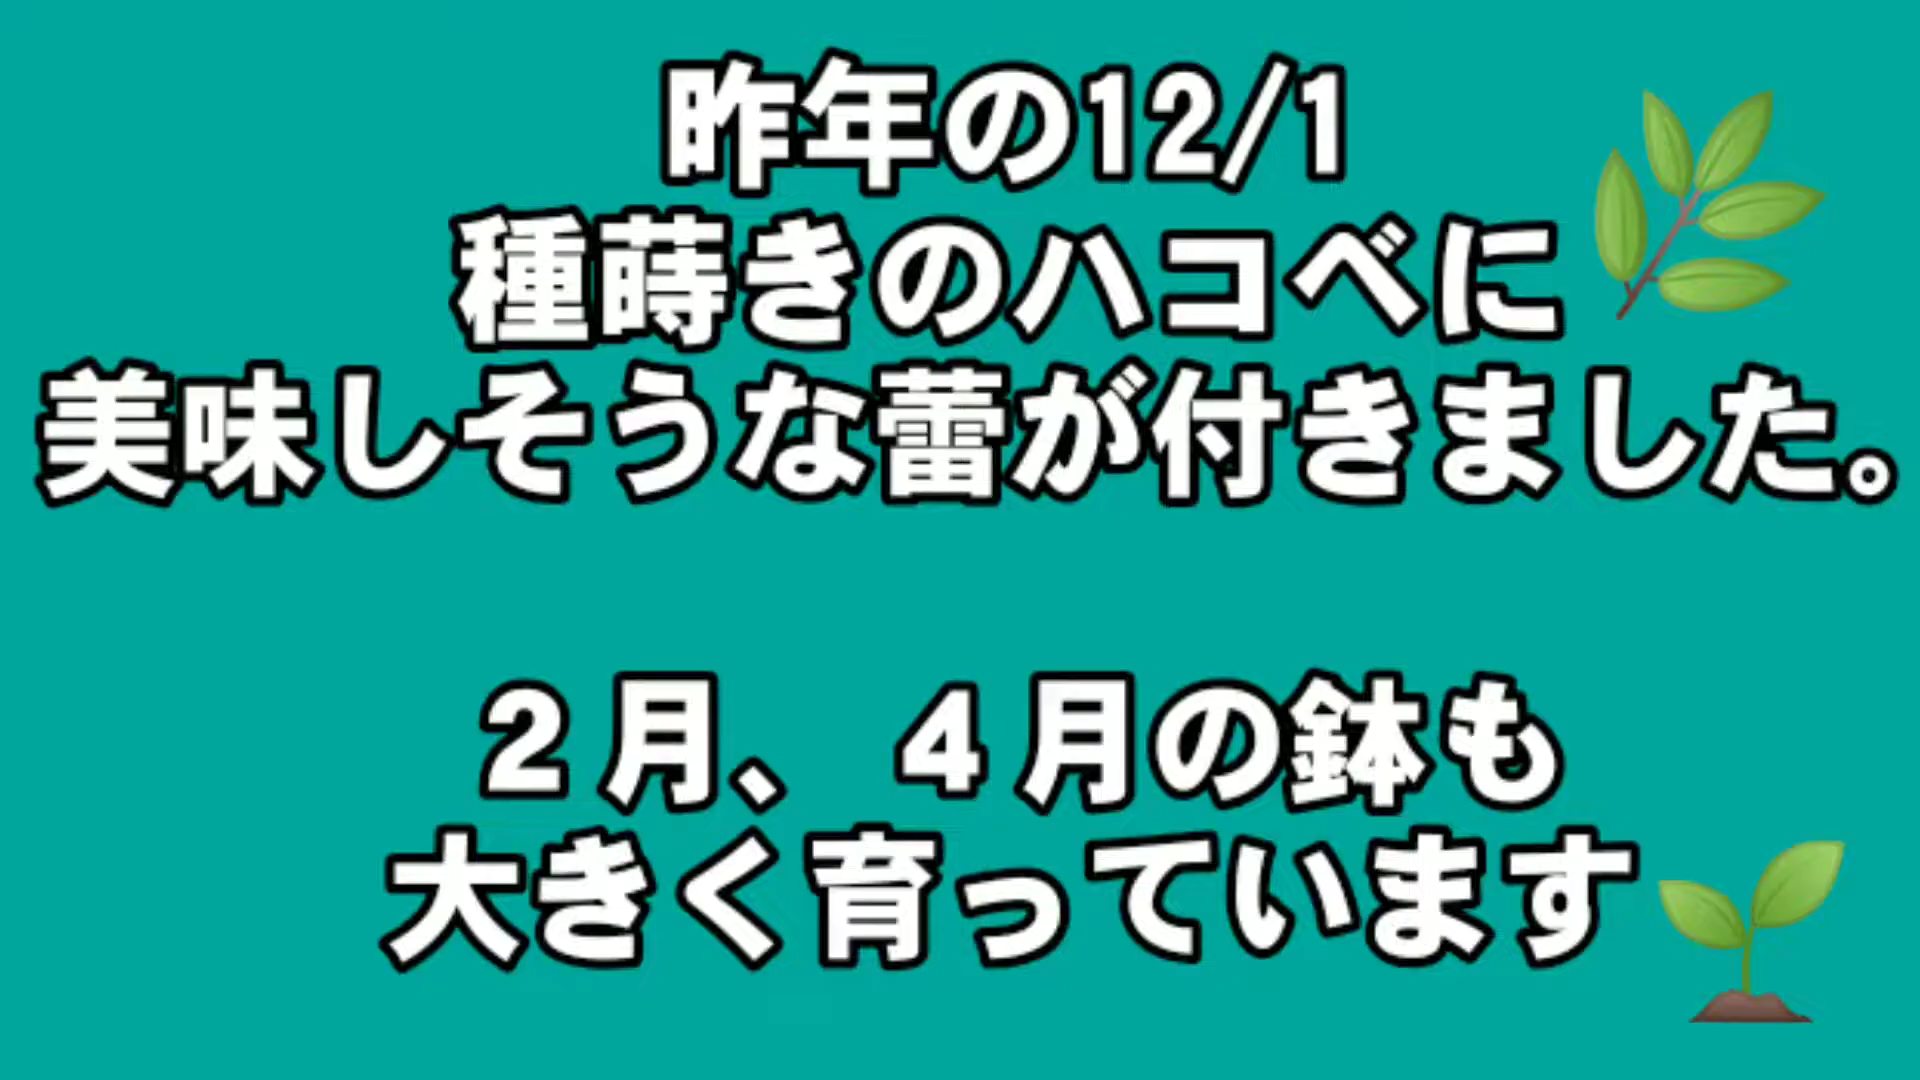 昨年の12/1
種蒔きのハコベに
美味しそうな蕾が付きました。
２月、４月の鉢も
大きく育っています